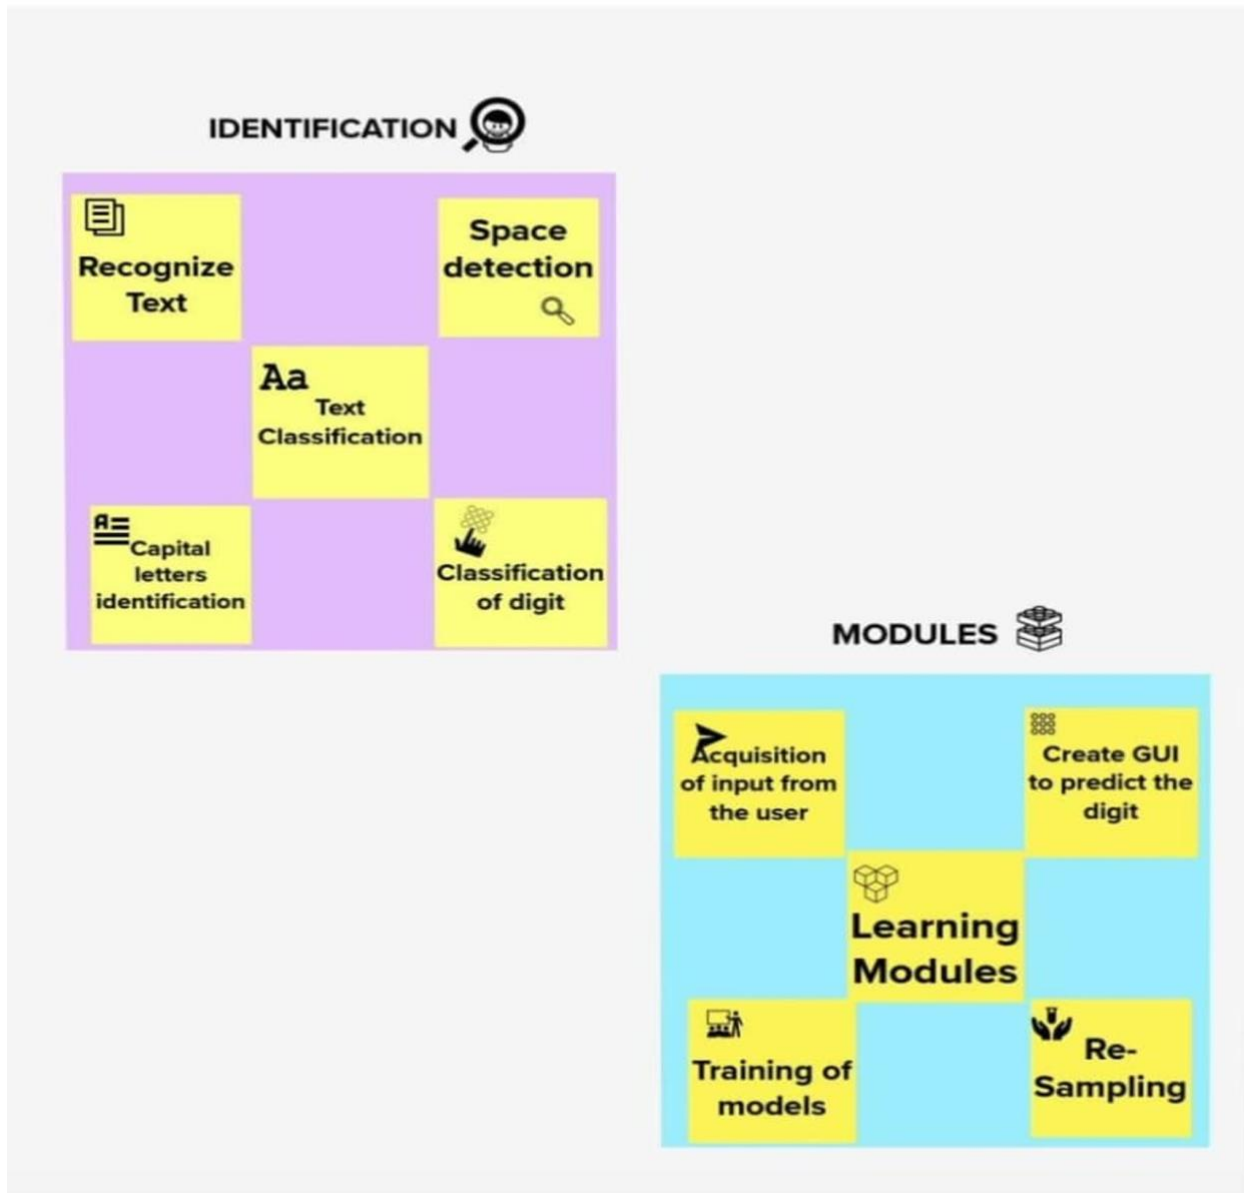 IDENTIFICATION
Recognize
Text
Space
detection
Aa
Text
Classification
Capital
letters
identification
Classification
of digit
MODULES
Acquisition
of input from
the user
Create GUI
to predict the
digit
Learning
Modules
Training of
models
Re-
Sampling